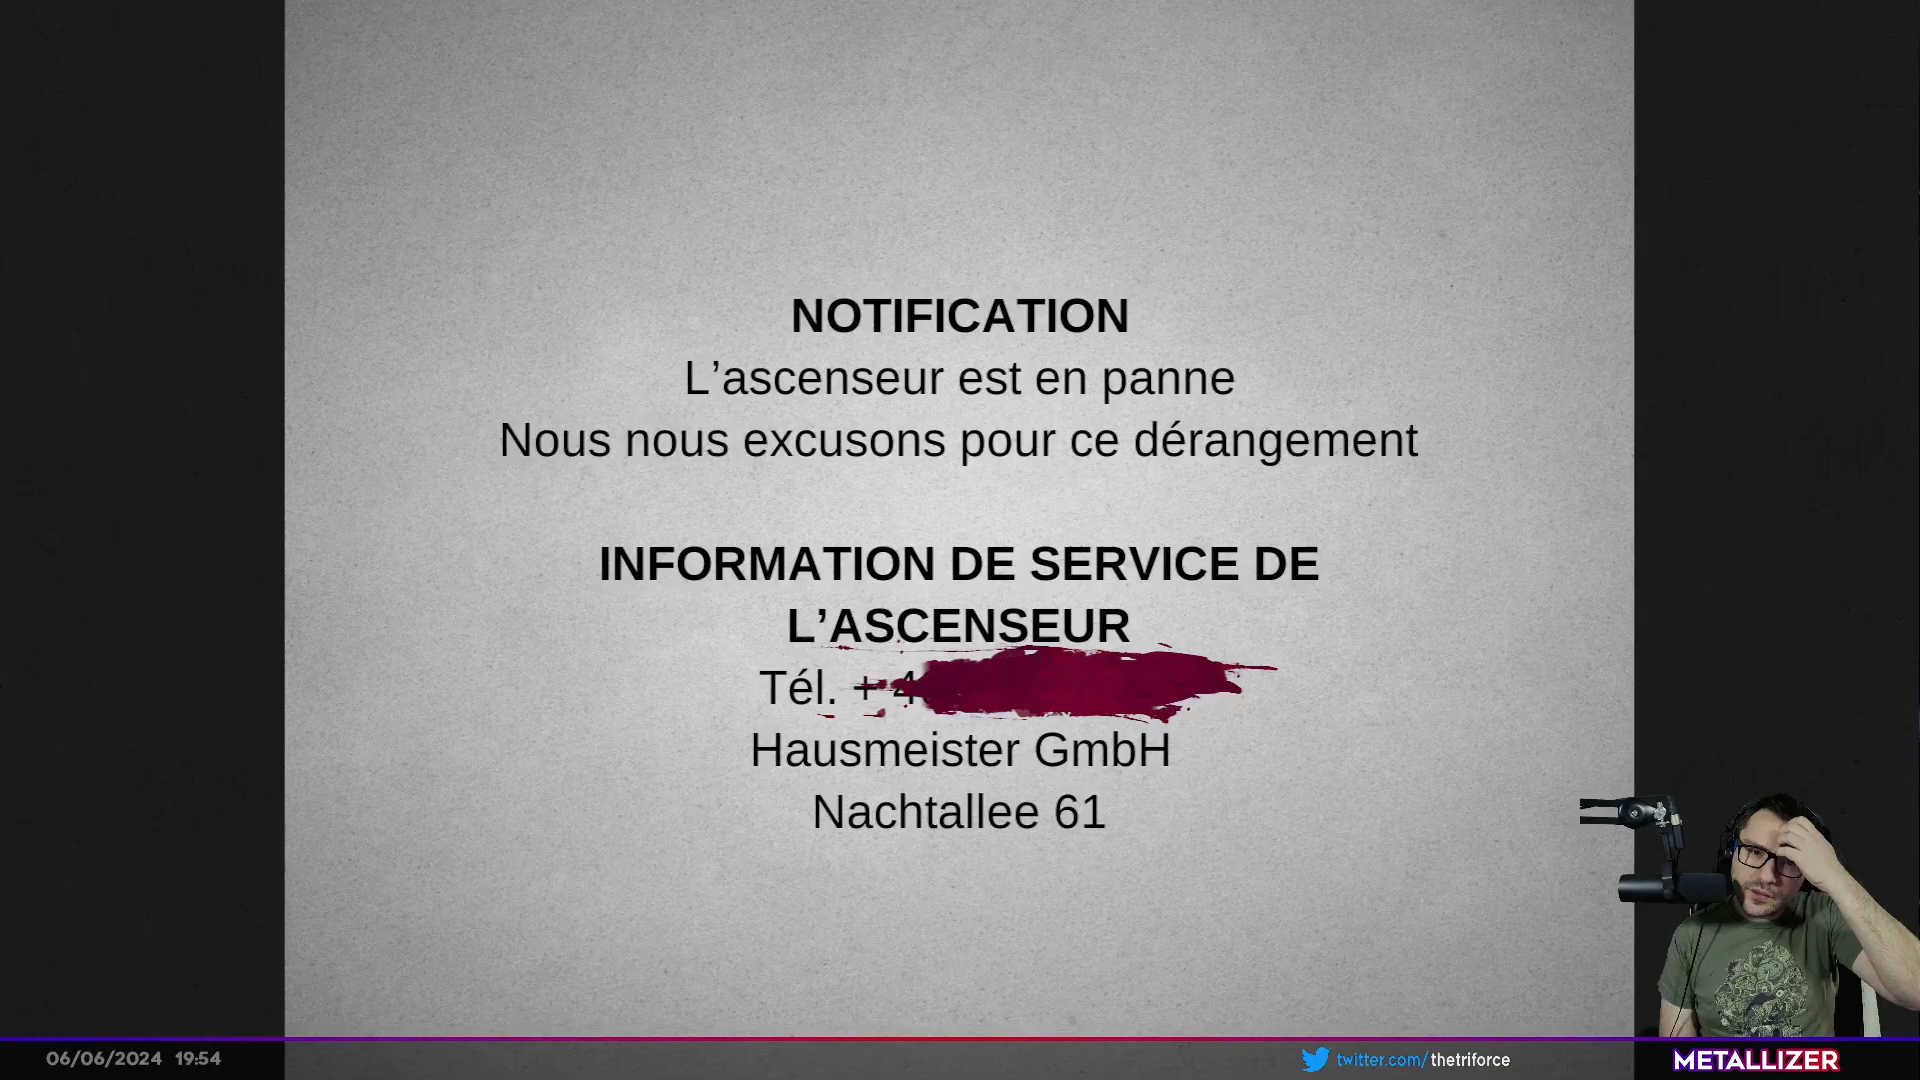 NOTIFICATION
L’ascenseur est en panne
Nous nous excusons pour ce dérangement
INFORMATION DE SERVICE DE
L’ASCENSEUR
Tél. + 4
Hausmeister GmbH
Nachtallee 61
06/06/2024 19:54
twitter.com/thetriforce
METALLIZER